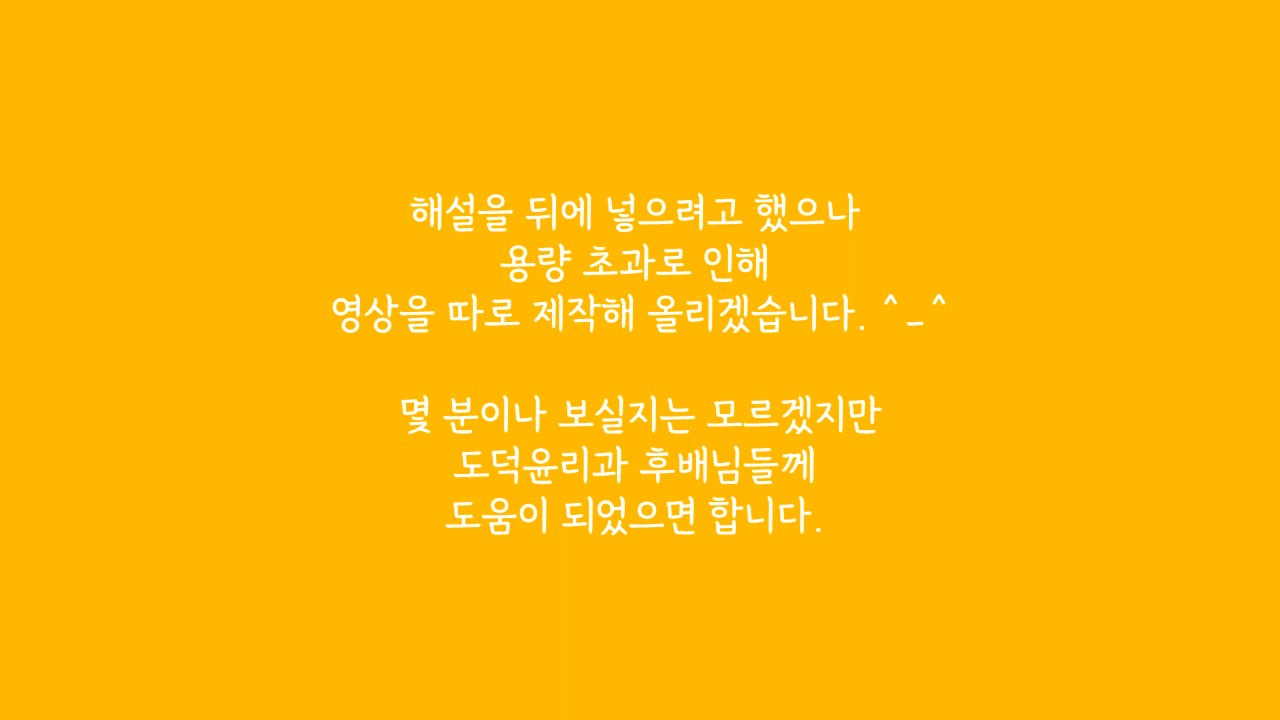 해설을 뒤에 넣으려고 했으나
용량 초과로 인해
영상을 따로 제작해 올리겠습니다. ^_^
몇 분이나 보실지는 모르겠지만
도덕윤리과 후배님들께
도움이 되었으면 합니다.